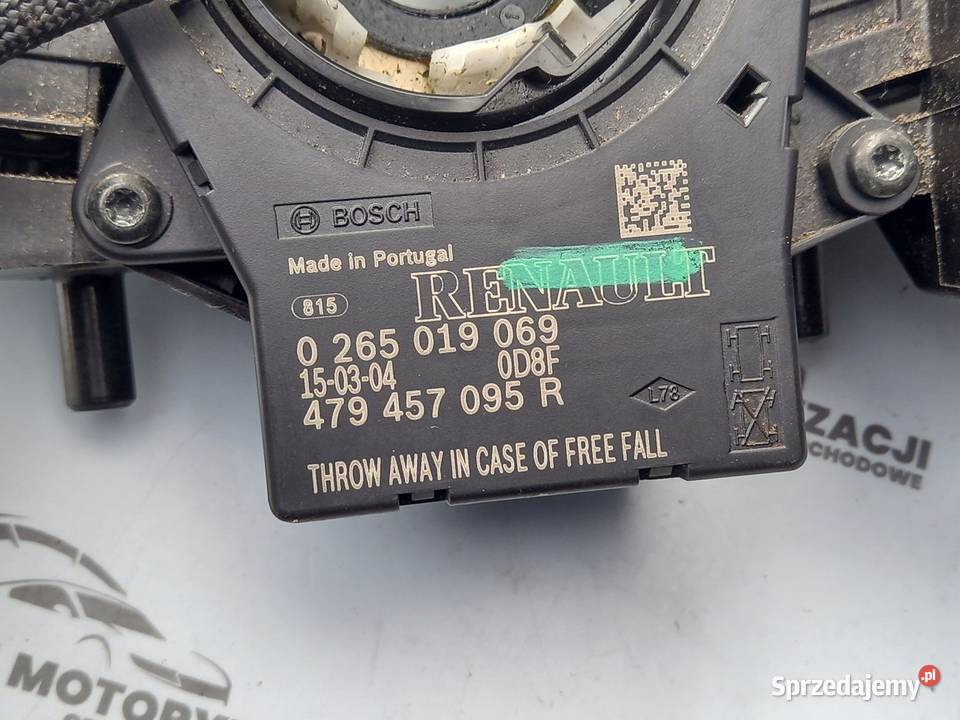 BOSCH
Made in Portugal
RENAULT
815
0 265 019 069
15-03-04 0D8F
479 457 095 R
L78
THROW AWAY IN CASE OF FREE FALL
ZACJI
CHODOWE
MOTORY
Sprzedajemy.pl